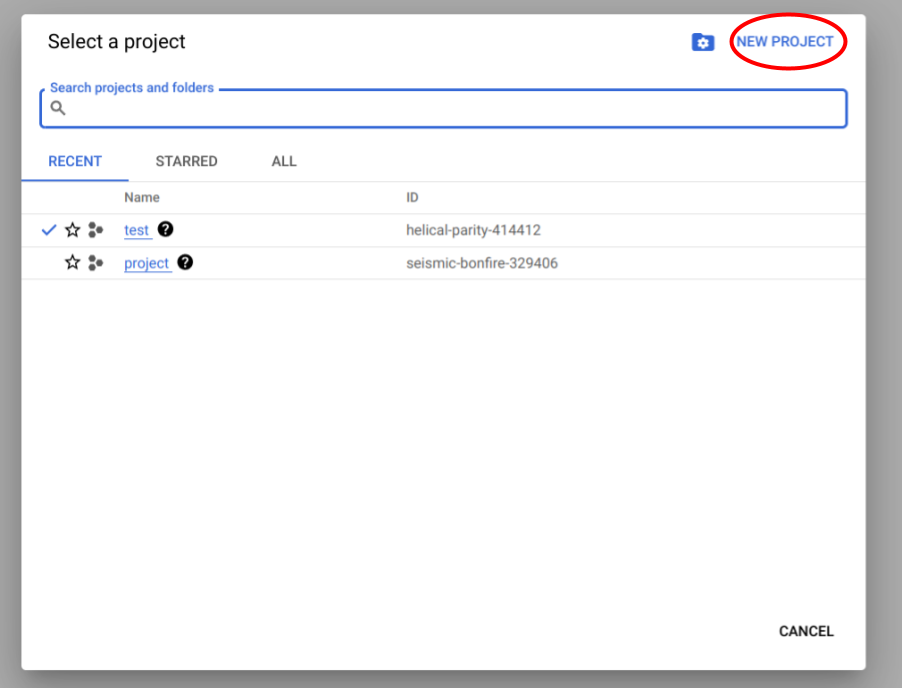 Select a project
NEW PROJECT
Search projects and folders
RECENT STARRED ALL
Name ID
test helical-parity-414412
project seismic-bonfire-329406
CANCEL